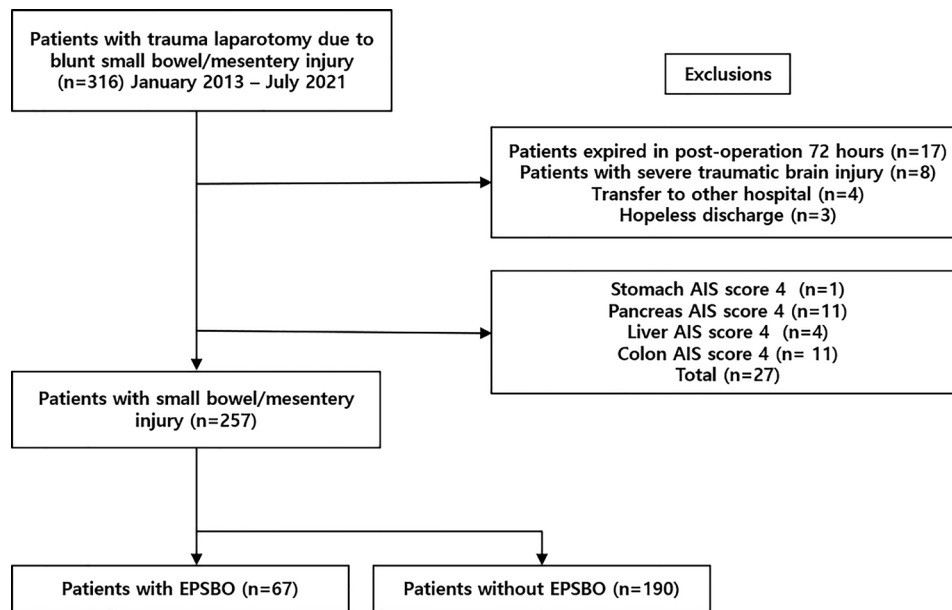 Patients with trauma laparotomy due to
blunt small bowel/mesentery injury
(n=316) January 2013 – July 2021
Exclusions
Patients expired in post-operation 72 hours (n=17)
Patients with severe traumatic brain injury (n=8)
Transfer to other hospital (n=4)
Hopeless discharge (n=3)
Stomach AIS score 4 (n=1)
Pancreas AIS score 4 (n=11)
Liver AIS score 4 (n=4)
Colon AIS score 4 (n= 11)
Total (n=27)
Patients with small bowel/mesentery
injury (n=257)
Patients with EPSBO (n=67)
Patients without EPSBO (n=190)